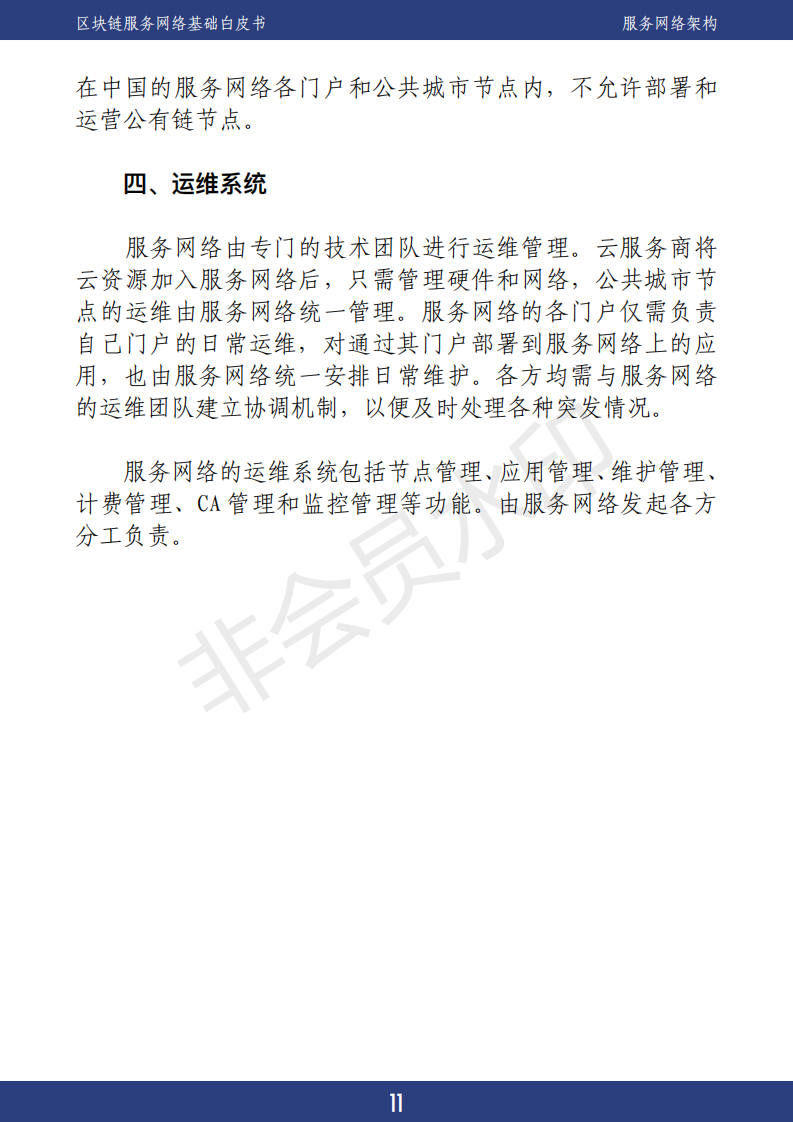 区块链服务网络基础白皮书
服务网络架构
在中国的服务网络各门户和公共城市节点内，不允许部署和
运营公有链节点。
四、运维系统
服务网络由专门的技术团队进行运维管理。云服务商将
云资源加入服务网络后，只需管理硬件和网络，公共城市节
点的运维由服务网络统一管理。服务网络的各门户仅需负责
自己门户的日常运维，对通过其门户部署到服务网络上的应
用，也由服务网络统一安排日常维护。各方均需与服务网络
的运维团队建立协调机制，以便及时处理各种突发情况。
服务网络的运维系统包括节点管理、应用管理、维护管理、
计费管理、CA 管理和监控管理等功能。由服务网络发起各方
分工负责。
非会员水印
11